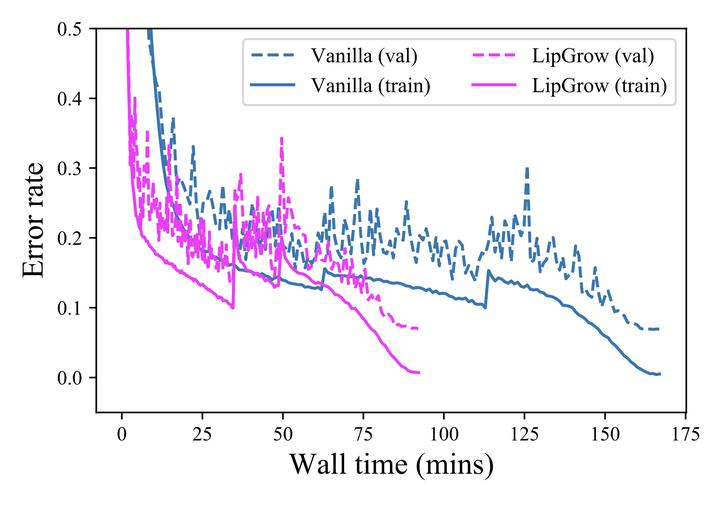 0.5
0.4
0.3
0.2
0.1
0.0
Error rate
Vanilla (val)
Vanilla (train)
LipGrow (val)
LipGrow (train)
0 25 50 75 100 125 150 175
Wall time (mins)